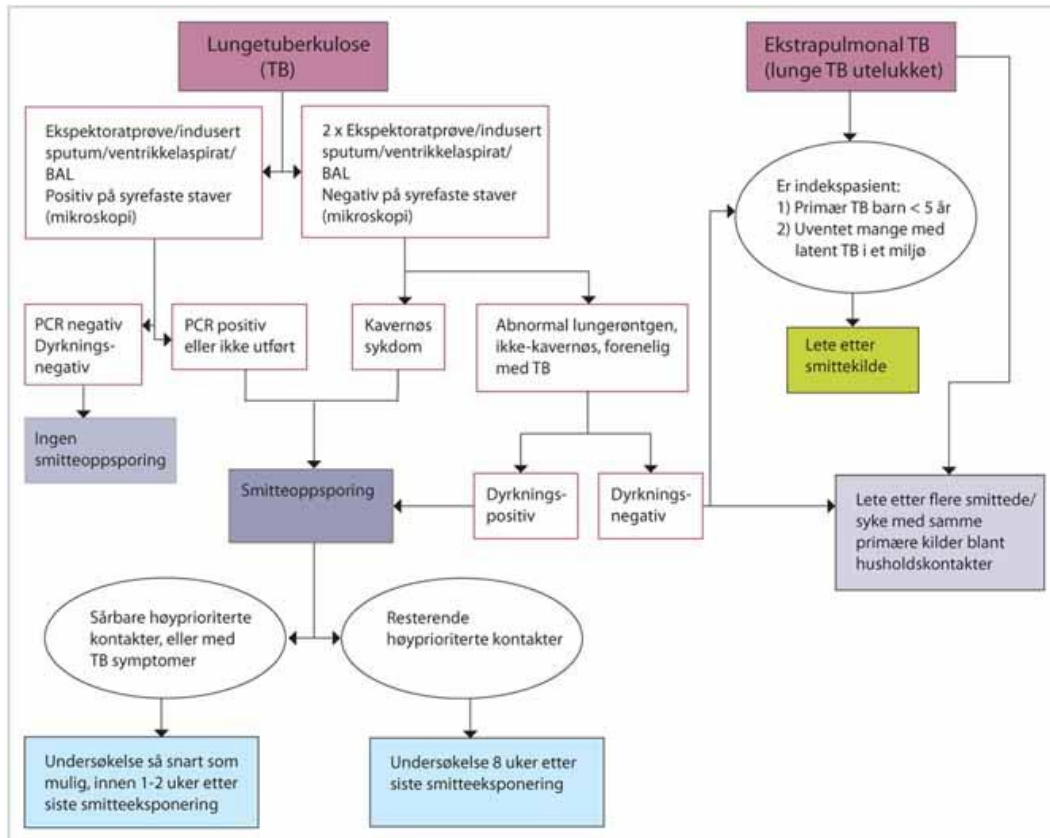 Lungetuberkulose
(TB)
Ekstrapulmonal TB
(lunge TB utelukket)
Ekspektoratprøve/indusert
sputum/ventrikkelaspirat/
BAL
Positiv på syrefaste staver
(mikroskopi)
2 x Ekspektoratprøve/indusert
sputum/ventrikkelaspirat/
BAL
Negativ på syrefaste staver
(mikroskopi)
Er indekspasient:
1) Primær TB barn < 5 år
2) Uventet mange med
latent TB i et miljø
PCR negativ
Dyrknings-
negativ
PCR positiv
eller ikke utført
Kavernøs
sykdom
Abnormal lungerøntgen,
ikke-kavernøs, forenelig
med TB
Lete etter
smittekilde
Ingen
smitteoppsporing
Smitteoppsporing
Dyrknings-
positiv
Dyrknings-
negativ
Lete etter flere smittede/
syke med samme
primære kilder blant
husholdskontakter
Sårbare høyprioriterte
kontakter, eller med
TB symptomer
Resterende
høyprioriterte kontakter
Undersøkelse så snart som
mulig, innen 1-2 uker etter
siste smitteeksponering
Undersøkelse 8 uker etter
siste smitteeksponering